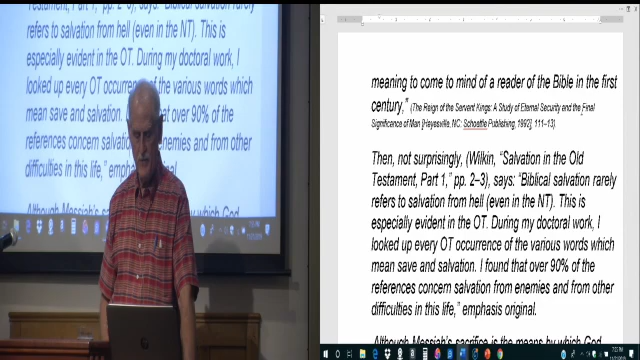 Testament, Part 1," pp. 2–3), says: "Biblical salvation rarely
refers to salvation from hell (even in the NT). This is
especially evident in the OT. During my doctoral work, I
looked up every OT occurrence of the various words which
mean save and salvation. that over 90% of the
references concern salvation enemies and from other
difficulties in this life," original.
Although Messiah's by which God
meaning to come to mind of a reader of the Bible in the first
century," (The Reign of the Servent Kings: A Study of Eternal Security and the Final
Significance of Man [Hayesville, NC: Schoettle Publishing, 1992], 111–13).
Then, not surprisingly, (Wilkin, "Salvation in the Old
Testament, Part 1," pp. 2–3), says: "Biblical salvation rarely
refers to salvation from hell (even in the NT). This is
especially evident in the OT. During my doctoral work, I
looked up every OT occurrence of the various words which
mean save and salvation. I found that over 90% of the
references concern salvation from enemies and from other
difficulties in this life," emphasis original.
Although Messiah's sacrifice is the means by which God